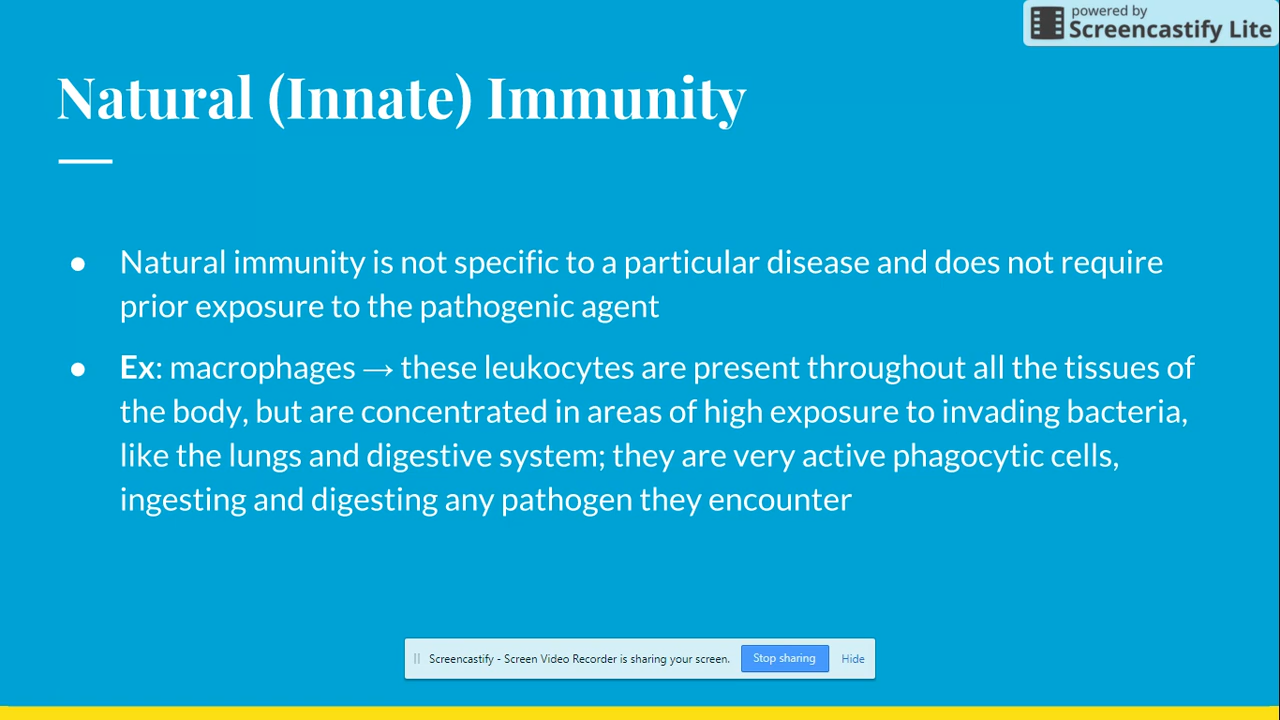 powered by
Screencastify Lite
Natural (Innate) Immunity
● Natural immunity is not specific to a particular disease and does not require
prior exposure to the pathogenic agent
● Ex: macrophages → these leukocytes are present throughout all the tissues of
the body, but are concentrated in areas of high exposure to invading bacteria,
like the lungs and digestive system; they are very active phagocytic cells,
ingesting and digesting any pathogen they encounter
Screencastify - Screen Video Recorder is sharing your screen. Stop sharing Hide